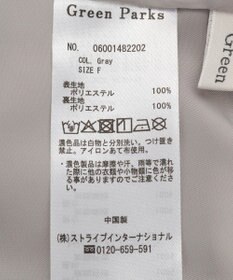 Green Parks
NO. 06001482202
COL. Gray
SIZE F
表生地
ポリエステル 100%
裏生地
ポリエステル 100%
濃色品は白物と分別洗い。つけ置き
禁止。アイロンあて布使用。
・濃色製品は摩擦や汗、雨等で濡れ
た際に他の衣類や小物類に色が移
る事がありますのでご注意くださ
い。
中国製
(株)ストライプインターナショナル
0120-659-591
Green